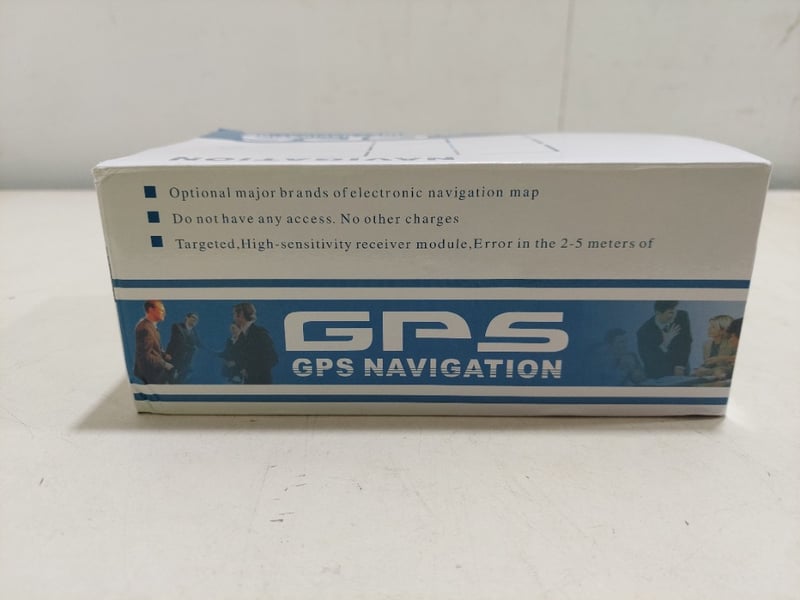 NAVIGATION
Optional major brands of electronic navigation map
Do not have any access. No other charges
Targeted,High-sensitivity receiver module,Error in the 2-5 meters of
GPS
GPS NAVIGATION